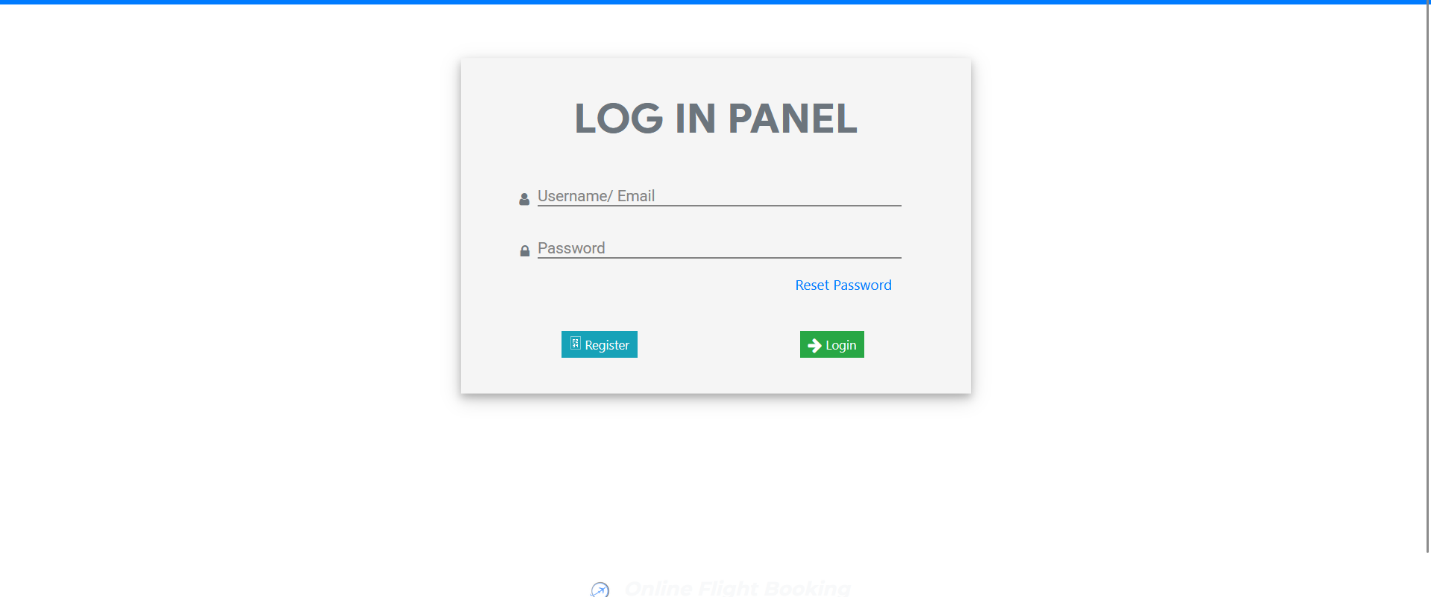 LOG IN PANEL
Username/ Email
Password
Reset Password
Register
Login
Online Flight Booking